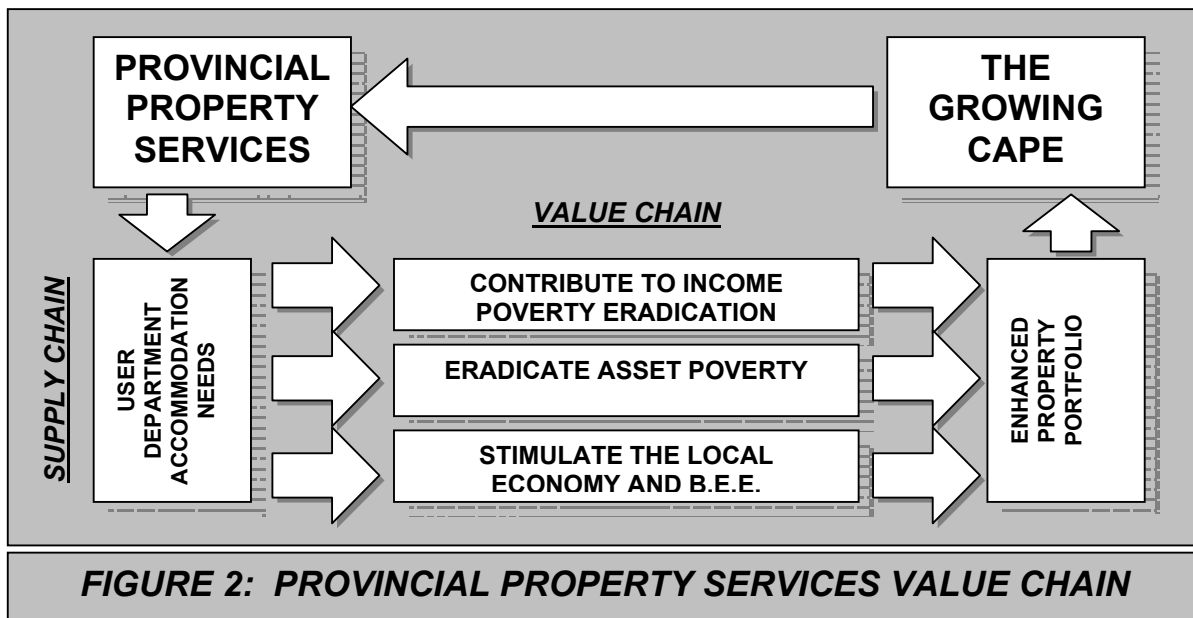 PROVINCIAL
PROPERTY
SERVICES
THE
GROWING
CAPE
VALUE CHAIN
SUPPLY CHAIN
USER
DEPARTMENT
ACCOMMODATION
NEEDS
CONTRIBUTE TO INCOME
POVERTY ERADICATION
ERADICATE ASSET POVERTY
STIMULATE THE LOCAL
ECONOMY AND B.E.E.
ENHANCED
PROPERTY
PORTFOLIO
FIGURE 2: PROVINCIAL PROPERTY SERVICES VALUE CHAIN